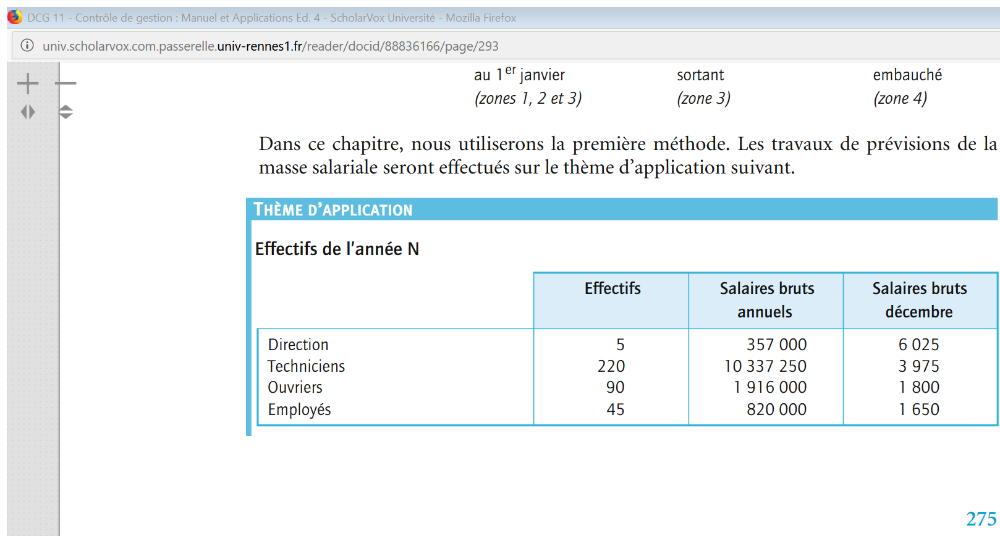 DCG 11 - Contrôle de gestion : Manuel et Applications Ed. 4 - ScholarVox Université - Mozilla Firefox
univ.scholarvox.com.passerelle.univ-rennes1.fr/reader/docid/88836166/page/293
au 1er janvier sortant embauché
(zones 1, 2 et 3) (zone 3) (zone 4)
Dans ce chapitre, nous utiliserons la première méthode. Les travaux de prévisions de la
masse salariale seront effectués sur le thème d'application suivant.
THÈME D'APPLICATION
Effectifs de l'année N
Effectifs Salaires bruts Salaires bruts
annuels décembre
Direction 5 357 000 6 025
Techniciens 220 10 337 250 3 975
Ouvriers 90 1 916 000 1 800
Employés 45 820 000 1 650
275